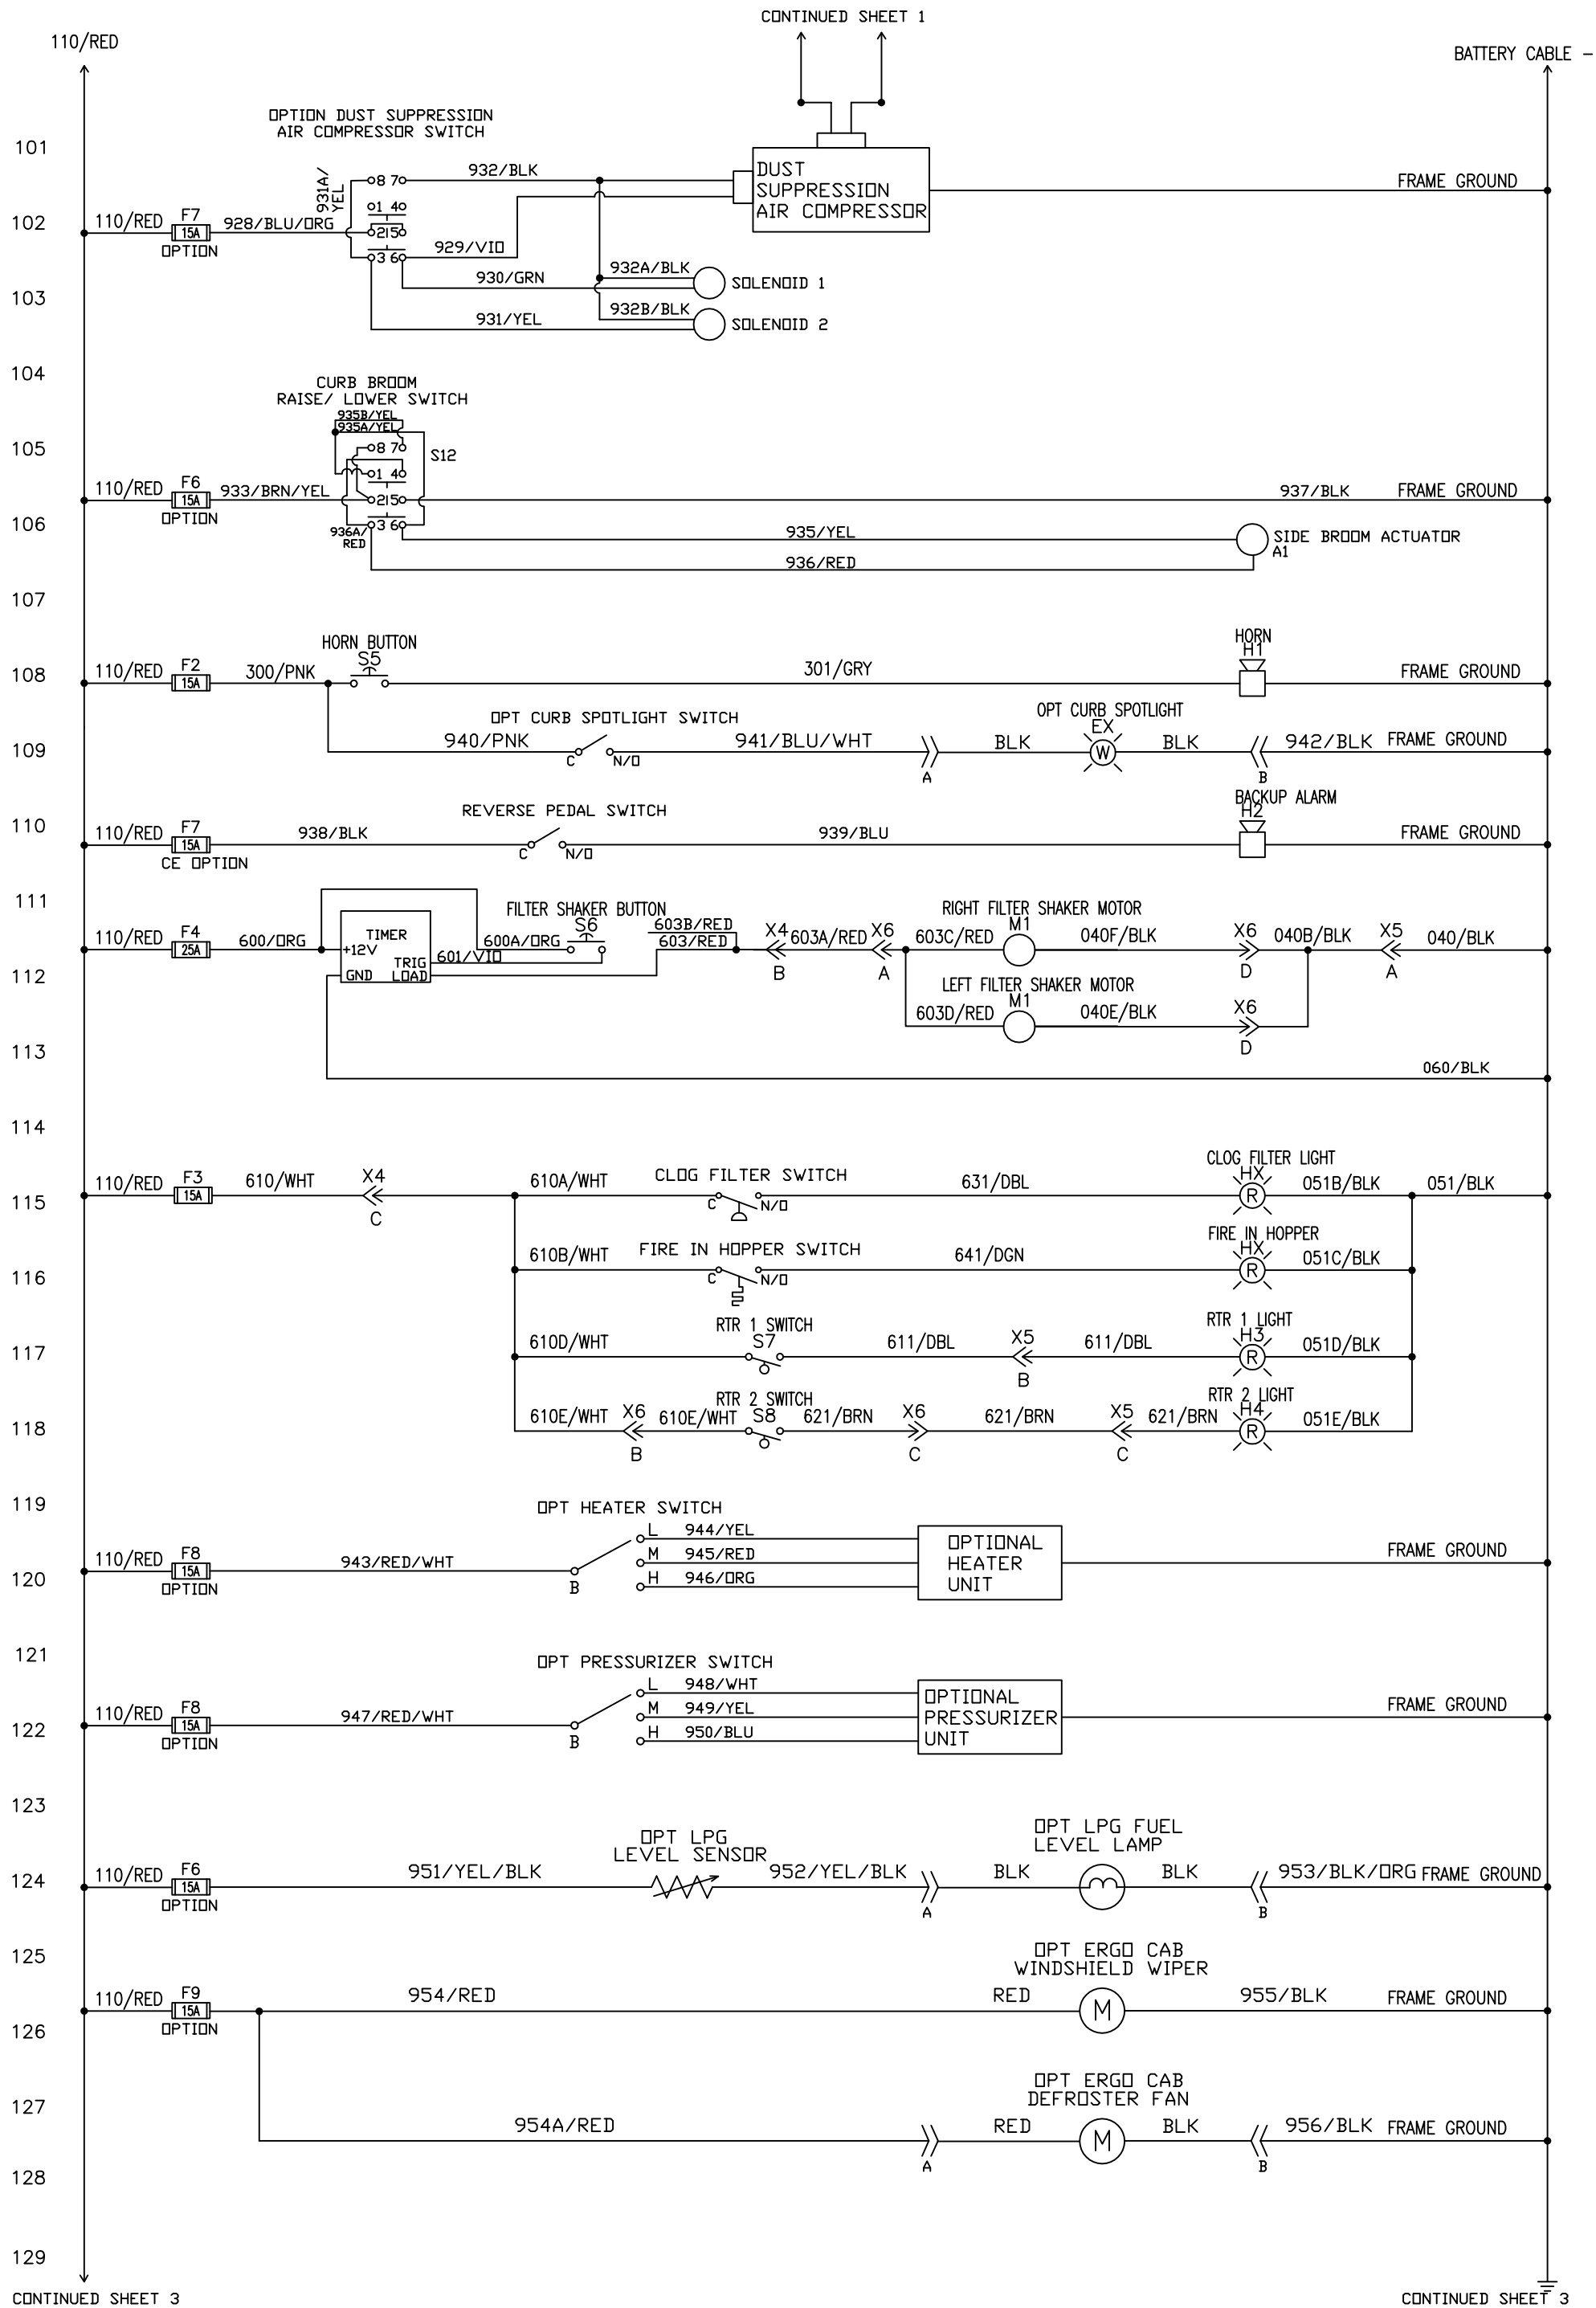 CONTINUED SHEET 1
110/RED
BATTERY CABLE -
OPTION DUST SUPPRESSION
AIR COMPRESSOR SWITCH
101
931A/
YEL
8 7
932/BLK
DUST
SUPPRESSION
AIR COMPRESSOR
FRAME GROUND
1 4
102
110/RED
F7
15A
OPTION
928/BLU/ORG
2 5
929/VIO
3 6
930/GRN
932A/BLK
SOLENOID 1
103
931/YEL
932B/BLK
SOLENOID 2
104
CURB BROOM
RAISE/ LOWER SWITCH
935B/YEL
935A/YEL
105
8 7
S12
1 4
110/RED
F6
15A
OPTION
933/BRN/YEL
2 5
937/BLK
FRAME GROUND
106
936A/
RED
3 6
935/YEL
SIDE BROOM ACTUATOR
A1
936/RED
107
HORN BUTTON
S5
HORN
H1
108
110/RED
F2
15A
300/PNK
301/GRY
FRAME GROUND
OPT CURB SPOTLIGHT SWITCH
OPT CURB SPOTLIGHT
EX
109
940/PNK
C
N/O
941/BLU/WHT
A
BLK
W
BLK
B
942/BLK
FRAME GROUND
BACKUP ALARM
H2
110
REVERSE PEDAL SWITCH
110/RED
F7
15A
CE OPTION
938/BLK
C
N/O
939/BLU
FRAME GROUND
111
FILTER SHAKER BUTTON
S6
RIGHT FILTER SHAKER MOTOR
M1
110/RED
F4
25A
600/ORG
TIMER
+12V
TRIG
GND
LOAD
600A/ORG
601/VIO
603B/RED
603/RED
X4
B
603A/RED
X6
A
603C/RED
040F/BLK
X6
D
040B/BLK
X5
A
040/BLK
112
LEFT FILTER SHAKER MOTOR
M1
603D/RED
040E/BLK
X6
D
113
060/BLK
114
CLOG FILTER LIGHT
HX
115
110/RED
F3
15A
610/WHT
X4
C
610A/WHT
CLOG FILTER SWITCH
C
N/O
631/DBL
R
051B/BLK
051/BLK
FIRE IN HOPPER
HX
116
610B/WHT
FIRE IN HOPPER SWITCH
C
N/O
641/DGN
R
051C/BLK
RTR 1 SWITCH
S7
RTR 1 LIGHT
H3
117
610D/WHT
611/DBL
X5
B
611/DBL
R
051D/BLK
RTR 2 SWITCH
S8
RTR 2 LIGHT
H4
118
610E/WHT
X6
B
610E/WHT
621/BRN
X6
C
621/BRN
X5
C
621/BRN
R
051E/BLK
119
OPT HEATER SWITCH
L
944/YEL
M
945/RED
H
946/ORG
OPTIONAL
HEATER
UNIT
FRAME GROUND
120
110/RED
F8
15A
OPTION
943/RED/WHT
B
121
OPT PRESSURIZER SWITCH
L
948/WHT
M
949/YEL
H
950/BLU
OPTIONAL
PRESSURIZER
UNIT
FRAME GROUND
122
110/RED
F8
15A
OPTION
947/RED/WHT
B
123
OPT LPG
LEVEL SENSOR
OPT LPG FUEL
LEVEL LAMP
124
110/RED
F6
15A
OPTION
951/YEL/BLK
952/YEL/BLK
A
BLK
BLK
B
953/BLK/ORG
FRAME GROUND
125
OPT ERGO CAB
WINDSHIELD WIPER
110/RED
F9
15A
OPTION
954/RED
RED
M
955/BLK
FRAME GROUND
126
OPT ERGO CAB
DEFROSTER FAN
127
954A/RED
A
RED
M
BLK
B
956/BLK
FRAME GROUND
128
129
CONTINUED SHEET 3
CONTINUED SHEET 3